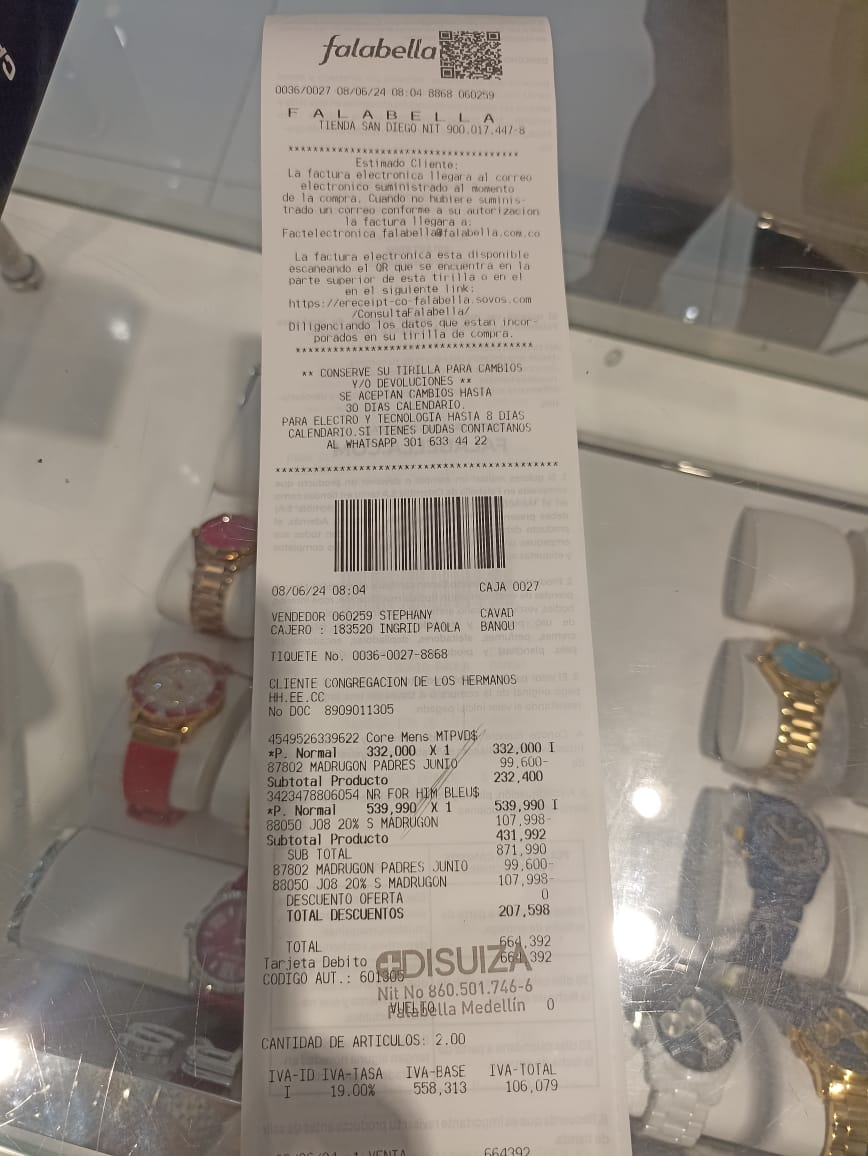 falabella
0036/0027 08/06/24 08:04 8868 060259
F A L A B E L L A
TIENDA SAN DIEGO NIT 900.017.447-8
****************************************
Estimado Cliente:
La factura electronica llegara al correo
electronico suministrado al momento
de la compra. Cuando no hubiere suminis-
trado un correo conforme a su autorizacion
la factura llegara a:
Factelectronica falabella@falabella.com.co
La factura electronica esta disponible
escaneando el QR que se encuentra en la
parte superior de esta tirilla o en el
en el siguiente link:
https://ereceipt-co-falabella.sovos.com
/ConsultaFalabella/
Diligenciando los datos que estan incor-
porados en su tirilla de compra.
****************************************
** CONSERVE SU TIRILLA PARA CAMBIOS
Y/O DEVOLUCIONES **
SE ACEPTAN CAMBIOS HASTA
30 DIAS CALENDARIO.
PARA ELECTRO Y TECNOLOGIA HASTA 8 DIAS
CALENDARIO.SI TIENES DUDAS CONTACTANOS
AL WHATSAPP 301 633 44 22
****************************************
08/06/24 08:04 CAJA 0027
VENDEDOR 060259 STEPHANY CAVAD
CAJERO : 183520 INGRID PAOLA BANQU
TIQUETE No. 0036-0027-8868
CLIENTE CONGREGACION DE LOS HERMANOS
HH.EE.CC
No DOC 8909011305
4549526339622 Core Mens MTPVD$
*P. Normal 332,000 X 1 332,000 I
87802 MADRUGON PADRES JUNIO 99,600-
Subtotal Producto 232,400
3423478806054 NR FOR HIM BLEU$
*P. Normal 539,990 X 1 539,990 I
88050 J08 20% S MADRUGON 107,998-
Subtotal Producto 431,992
SUB TOTAL 871,990
87802 MADRUGON PADRES JUNIO 99,600-
88050 J08 20% S MADRUGON 107,998-
DESCUENTO OFERTA 0
TOTAL DESCUENTOS 207,598
TOTAL 664,392
Tarjeta Debito 664,392
DISUIZA
CODIGO AUT.: 601305
Nit No 860.501.746-6
VUELTO 0
Falabella Medellín
CANTIDAD DE ARTICULOS: 2.00
IVA-ID IVA-TASA IVA-BASE IVA-TOTAL
I 19.00% 558,313 106,079
08/06/24 1 VENTA 664392